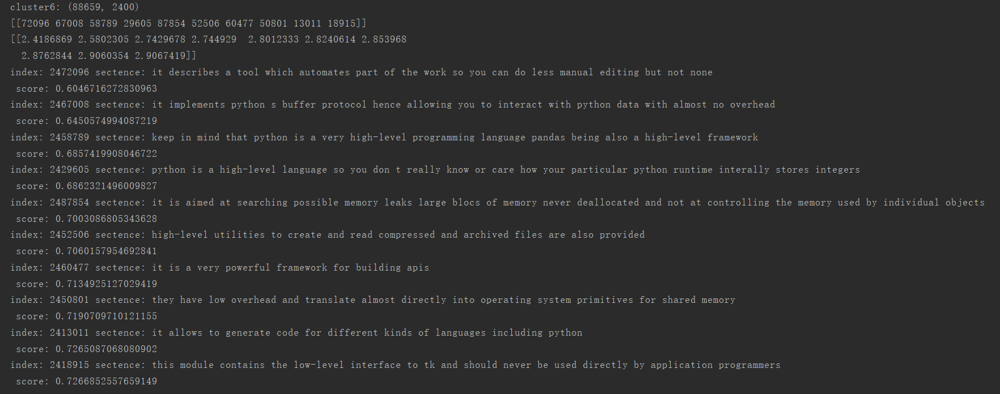 cluster6: (88659, 2400)
[[72096 67008 58789 29605 87854 52506 60477 50801 13011 18915]]
[[2.4186869 2.5802305 2.7429678 2.744929  2.8012333 2.8240614 2.853968
2.8762844 2.9060354 2.9067419]]
index: 2472096 sectence: it describes a tool which automates part of the work so you can do less manual editing but not none
score: 0.6046716272830963
index: 2467008 sectence: it implements python s buffer protocol hence allowing you to interact with python data with almost no overhead
score: 0.6450574994087219
index: 2458789 sectence: keep in mind that python is a very high-level programming language pandas being also a high-level framework
score: 0.6857419908046722
index: 2429605 sectence: python is a high-level language so you don t really know or care how your particular python runtime interally stores integers
score: 0.6862321496009827
index: 2487854 sectence: it is aimed at searching possible memory leaks large blocs of memory never deallocated and not at controlling the memory used by individual objects
score: 0.7003086805343628
index: 2452506 sectence: high-level utilities to create and read compressed and archived files are also provided
score: 0.7060157954692841
index: 2460477 sectence: it is a very powerful framework for building apis
score: 0.7134925127029419
index: 2450801 sectence: they have low overhead and translate almost directly into operating system primitives for shared memory
score: 0.7190709710121155
index: 2413011 sectence: it allows to generate code for different kinds of languages including python
score: 0.7265087068080902
index: 2418915 sectence: this module contains the low-level interface to tk and should never be used directly by application programmers
score: 0.7266852557659149